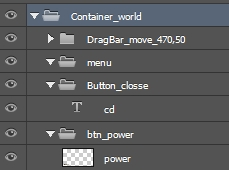 Container_world
DragBar_move_470,50
menu
Button_closse
cd
btn_power
power